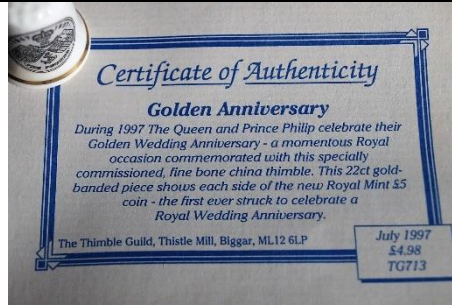 Certificate of Authenticity
Golden Anniversary
During 1997 The Queen and Prince Philip celebrate their
Golden Wedding Anniversary - a momentous Royal
occasion commemorated with this specially
commissioned, fine bone china thimble. This 22ct gold-
banded piece shows each side of the new Royal Mint £5
coin - the first ever struck to celebrate a
Royal Wedding Anniversary.
The Thimble Guild, Thistle Mill, Biggar, ML12 6LP
July 1997
£4.98
TG713